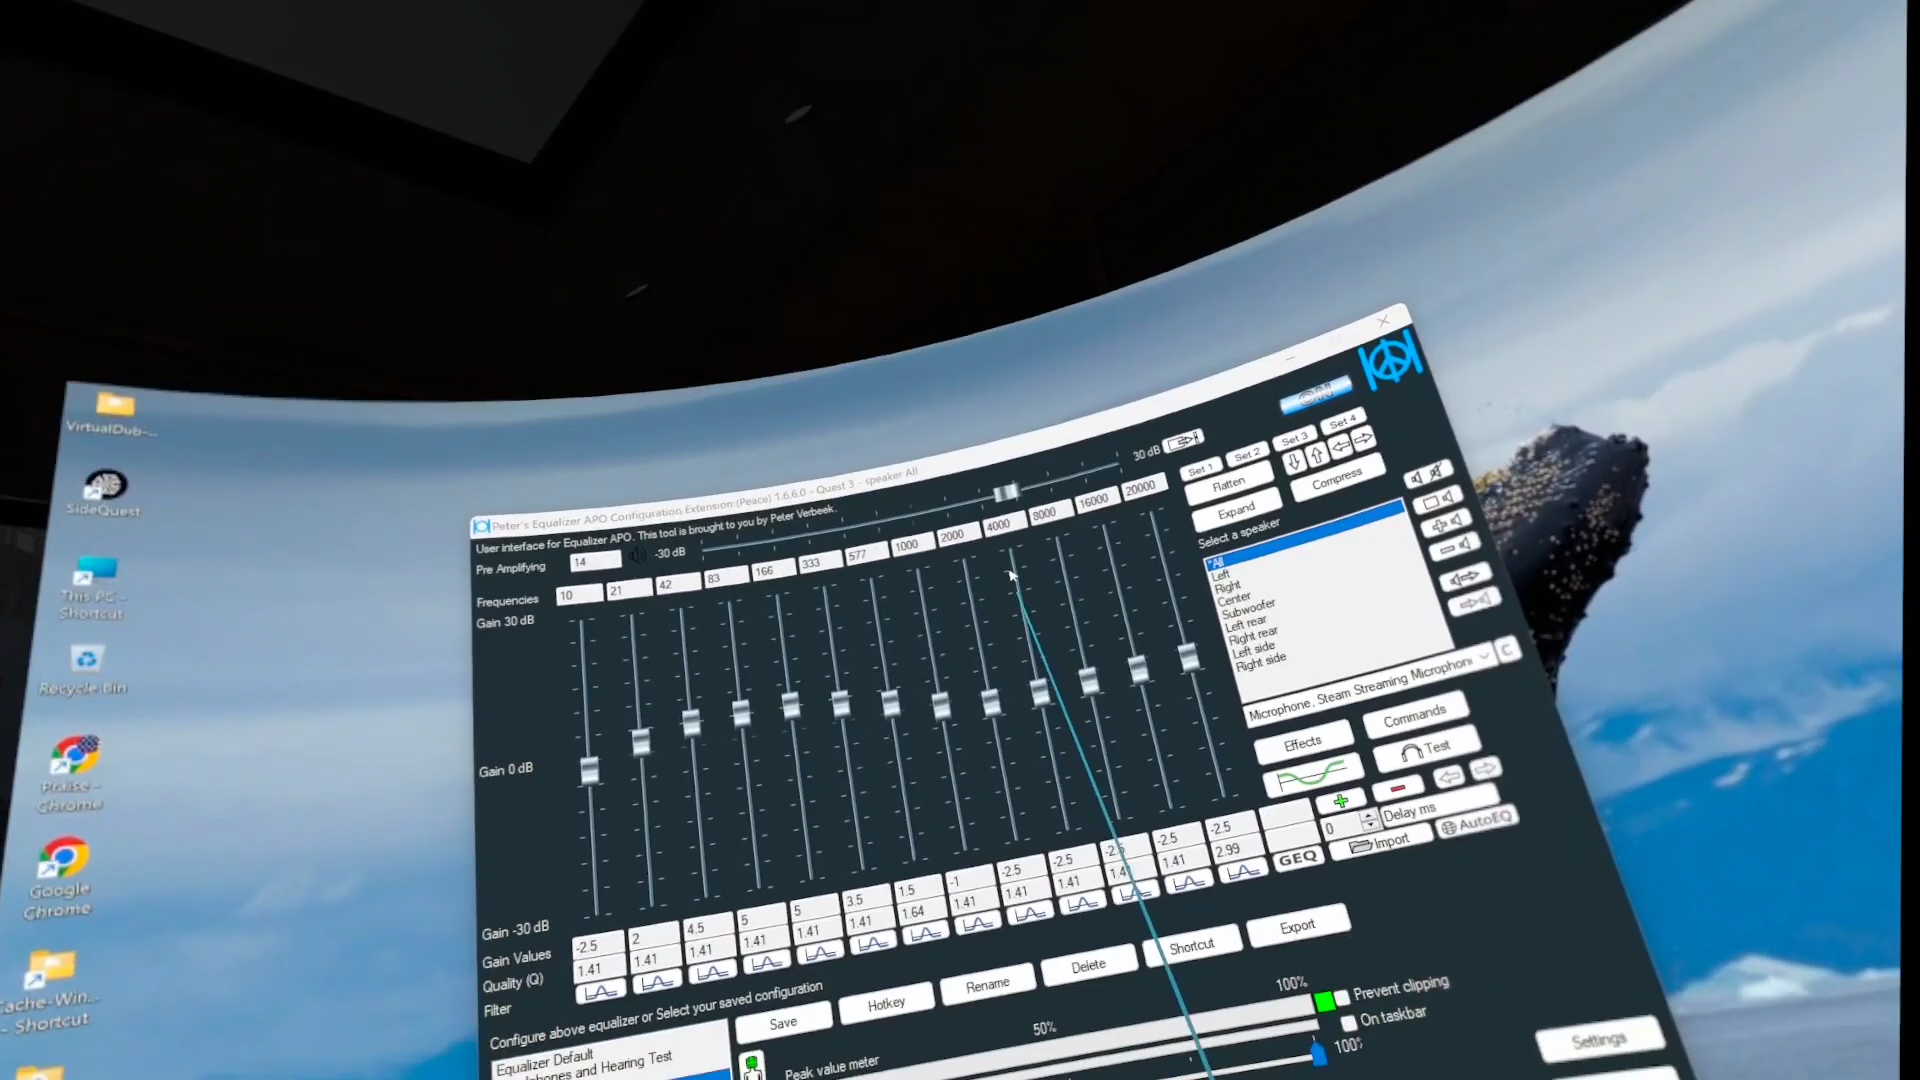 VirtualDub-...
SideQuest
This PC -
Shortcut
Recycle Bin
Praise -
Chrome
Google
Chrome
Cache-Win...
- Shortcut
Peter's Equalizer APO Configuration Extension (Peace) 1.6.6.0 - Quest 3 - speaker All
User interface for Equalizer APO. This tool is brought to you by Peter Verbeek.
ON
Pre Amplifying 14 -30 dB 30 dB
Frequencies 10 21 42 83 166 333 577 1000 2000 4000 8000 16000 20000
Gain 30 dB
Gain 0 dB
Gain -30 dB
Gain Values -2.5 2 4.5 5 5 3.5 1.5 -1 -2.5 -2.5 -2.5 -2.5 -2.5
Quality (Q) 1.41 1.41 1.41 1.41 1.41 1.41 1.64 1.41 1.41 1.41 1.41 1.41 2.99
Filter GEQ
Set 1 Set 2 Set 3 Set 4
Flatten
Expand Compress
Select a speaker
*All
Left
Right
Center
Subwoofer
Left rear
Right rear
Left side
Right side
Microphone, Steam Streaming Microphon C
Effects Commands
Test
0 Delay ms
Import AutoEQ
Configure above equalizer or Select your saved configuration
Save Hotkey Rename Delete Shortcut Export
Equalizer Default
phones and Hearing Test
Peak value meter 50% 100%
Prevent clipping
On taskbar
100%
Settings